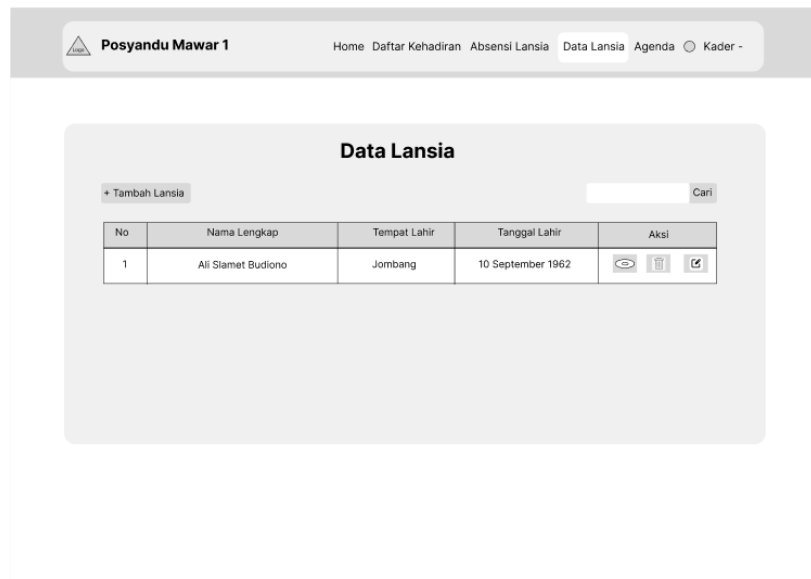 Logo Posyandu Mawar 1 Home Daftar Kehadiran Absensi Lansia Data Lansia Agenda Kader -
Data Lansia
+ Tambah Lansia Cari
No Nama Lengkap Tempat Lahir Tanggal Lahir Aksi
1 Ali Slamet Budiono Jombang 10 September 1962